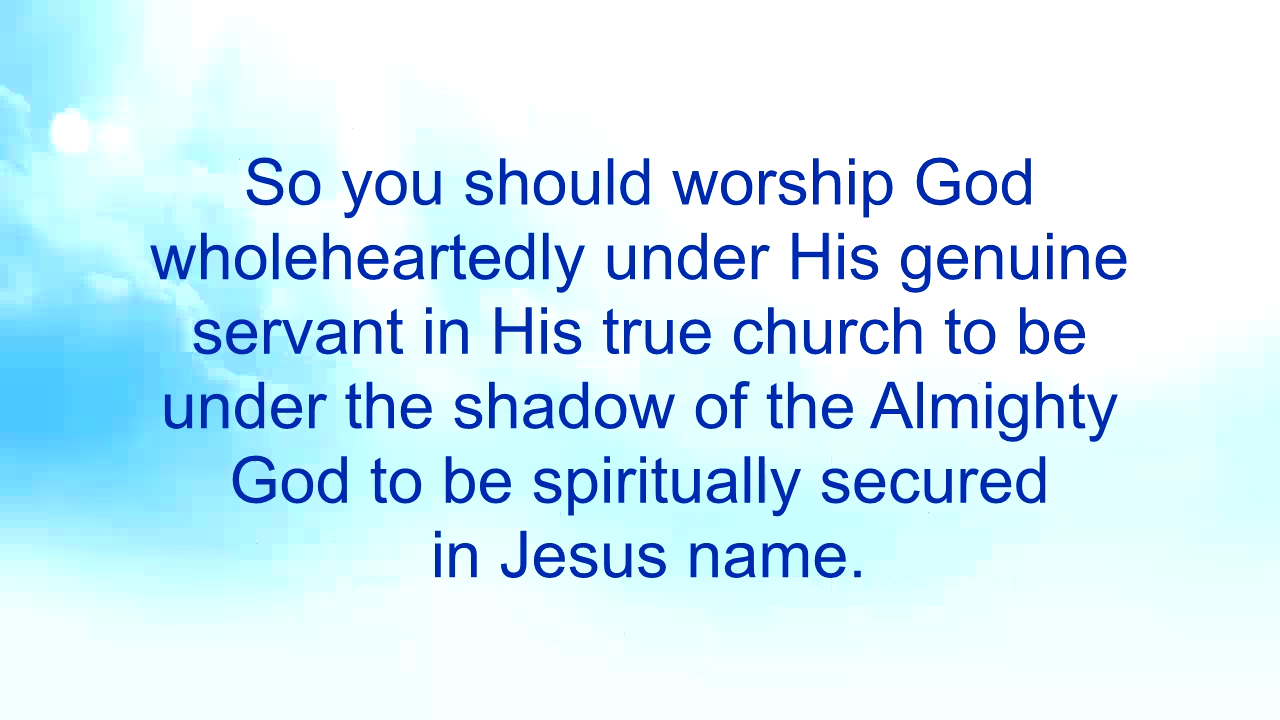 So you should worship God
wholeheartedly under His genuine
servant in His true church to be
under the shadow of the Almighty
God to be spiritually secured
in Jesus name.